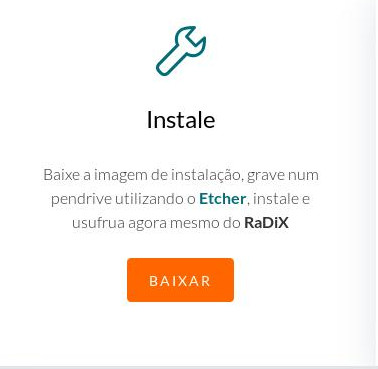 Instale
Baixe a imagem de instalação, grave num
pendrive utilizando o Etcher, instale e
usufrua agora mesmo do RaDiX
BAIXAR